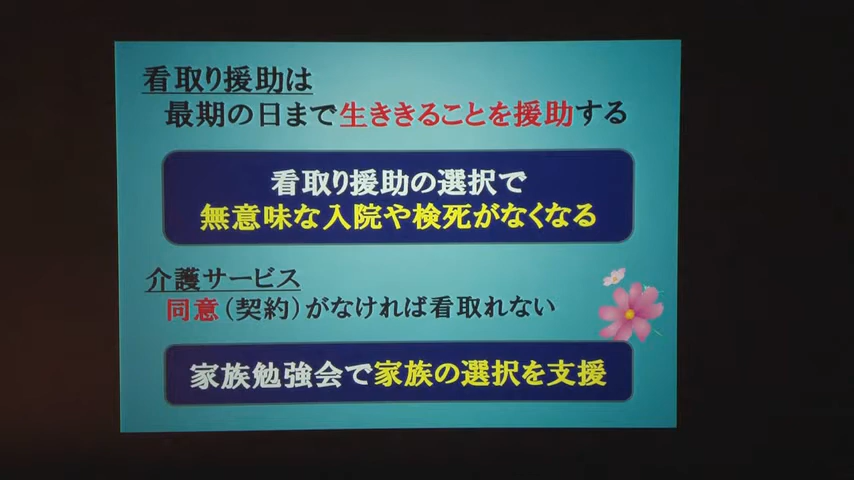 看取り援助は
最期の日まで生ききることを援助する
看取り援助の選択で
無意味な入院や検死がなくなる
介護サービス
同意(契約)がなければ看取れない
家族勉強会で家族の選択を支援